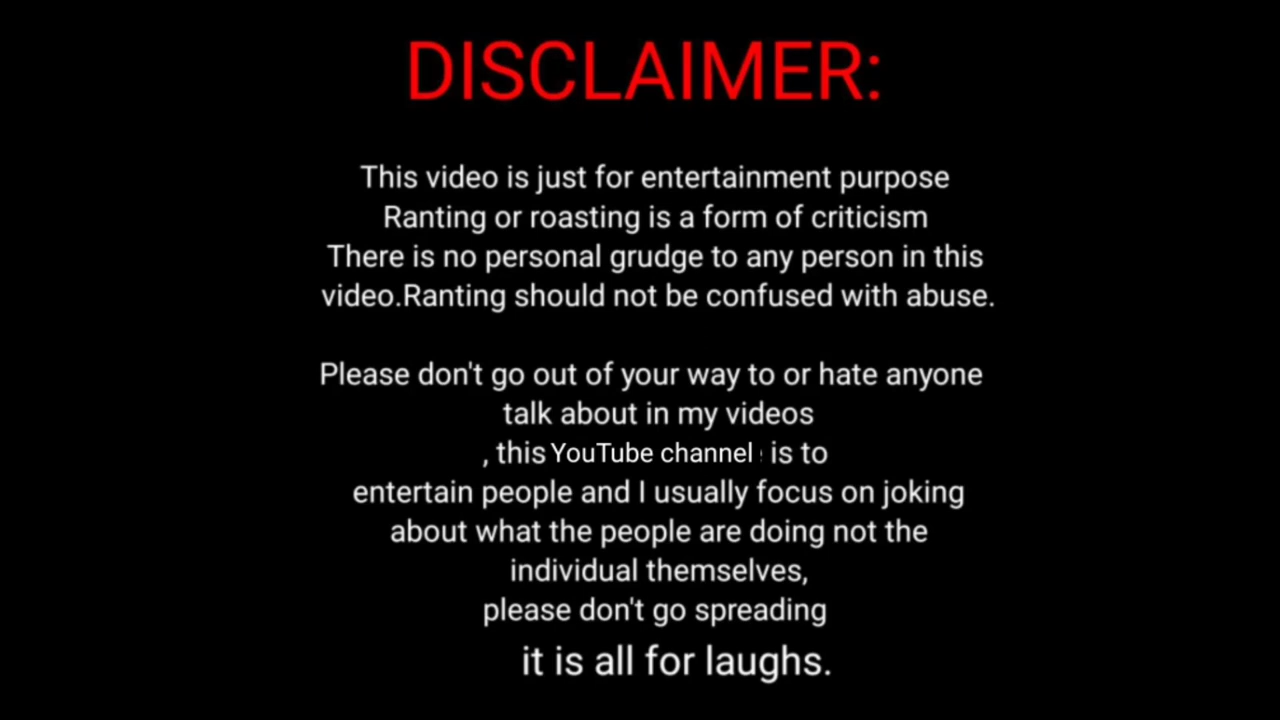 DISCLAIMER:
This video is just for entertainment purpose
Ranting or roasting is a form of criticism
There is no personal grudge to any person in this
video.Ranting should not be confused with abuse.
Please don't go out of your way to or hate anyone
talk about in my videos
, this YouTube channel is to
entertain people and I usually focus on joking
about what the people are doing not the
individual themselves,
please don't go spreading
it is all for laughs.